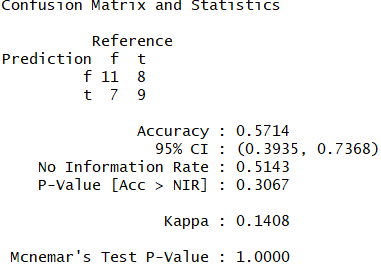 Confusion Matrix and Statistics
Reference
Prediction f t
f 11 8
t 7 9
Accuracy : 0.5714
95% CI : (0.3935, 0.7368)
No Information Rate : 0.5143
P-Value [Acc > NIR] : 0.3067
Kappa : 0.1408
Mcnemar's Test P-Value : 1.0000